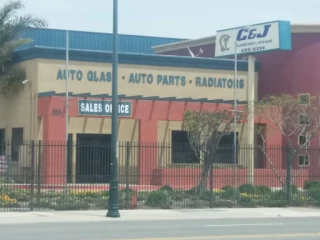 C&J
AUTO GLASS • AUTO PARTS • RADIATORS
SALES OFFICE